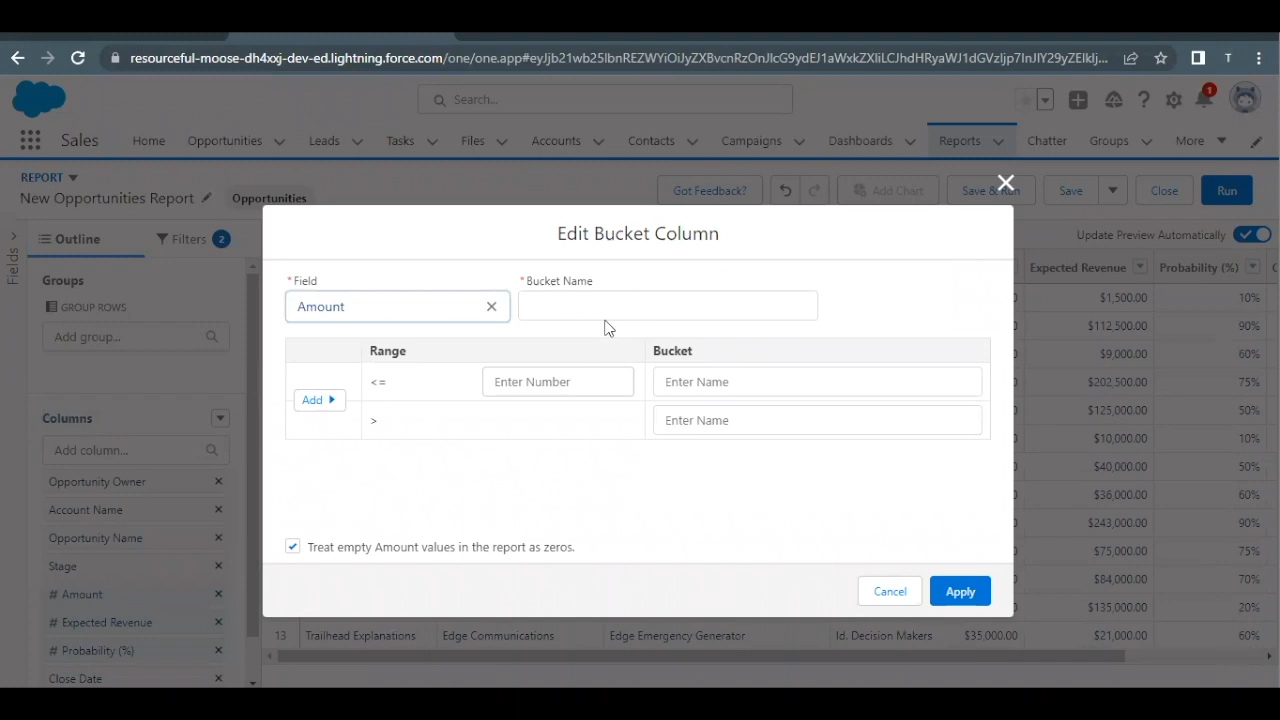 resourceful-moose-dh4xxj-dev-ed.lightning.force.com/one/one.app#
T
Search...
1
Sales
Home
Opportunities
Leads
Tasks
Files
Accounts
Contacts
Campaigns
Dashboards
Reports
Chatter
Groups
More
REPORT
New Opportunities Report
Opportunities
Got Feedback?
Add Chart
Save & Run
Save
Close
Run
Fields
Outline
Filters 2
Update Preview Automatically
Groups
GROUP ROWS
Add group...
Columns
Add column...
Opportunity Owner
Account Name
Opportunity Name
Stage
# Amount
# Expected Revenue
# Probability (%)
Close Date
Edit Bucket Column
* Field
* Bucket Name
Amount
Range
Bucket
Add
<=
Enter Number
Enter Name
>
Enter Name
Treat empty Amount values in the report as zeros.
Cancel
Apply
Expected Revenue
Probability (%)
$1,500.00 10%
$112,500.00 90%
$9,000.00 60%
$202,500.00 75%
$125,000.00 50%
$10,000.00 10%
$40,000.00 50%
$36,000.00 60%
$243,000.00 90%
$75,000.00 75%
$84,000.00 70%
$135,000.00 20%
13 Trailhead Explanations Edge Communications Edge Emergency Generator Id. Decision Makers $35,000.00 $21,000.00 60%